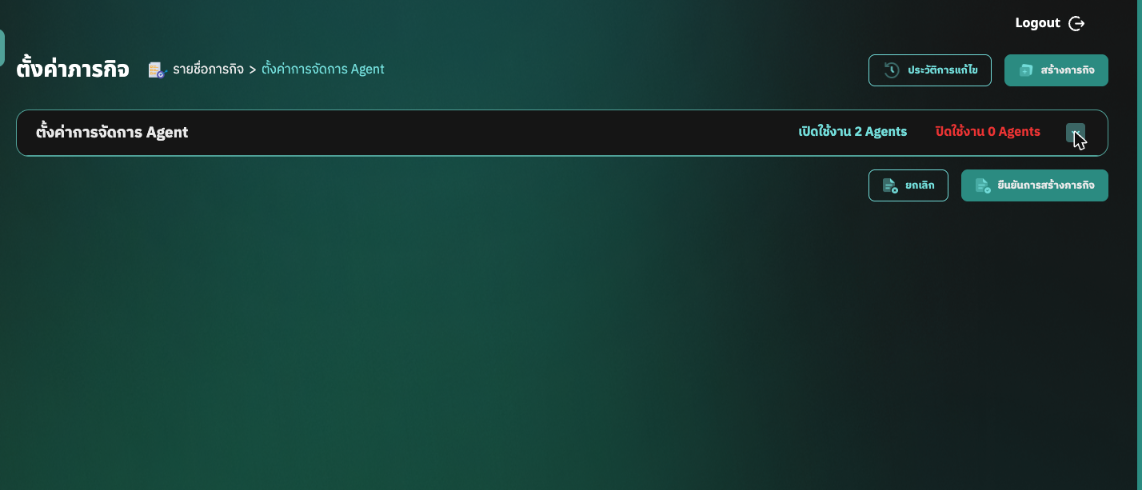 Logout
ตั้งค่าภารกิจ รายชื่อภารกิจ > ตั้งค่าการจัดการ Agent ประวัติการแก้ไข สร้างภารกิจ
ตั้งค่าการจัดการ Agent เปิดใช้งาน 2 Agents ปิดใช้งาน 0 Agents
ยกเลิก ยืนยันการสร้างภารกิจ